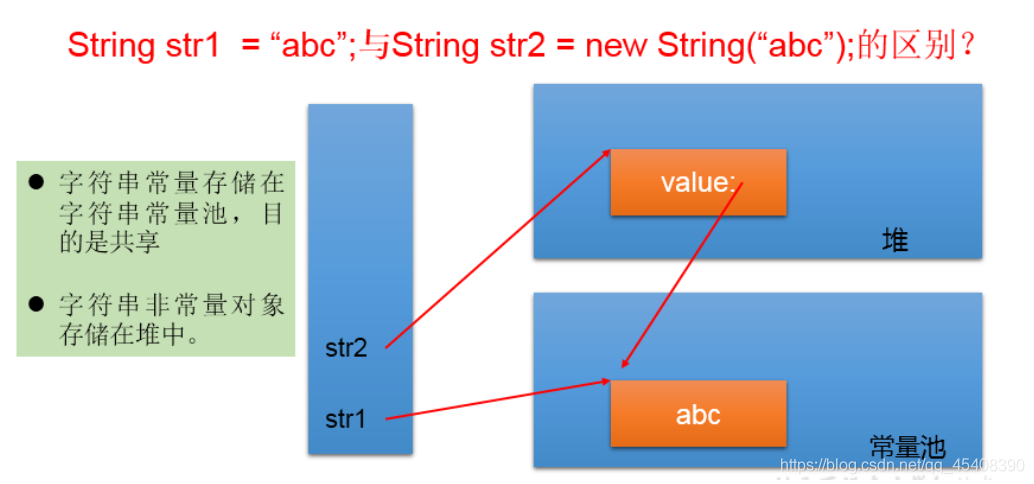 String str1 = “abc”;与String str2 = new String(“abc”);的区别？
● 字符串常量存储在
字符串常量池，目
的是共享
● 字符串非常量对象
存储在堆中。
value:
堆
str2
str1
abc
常量池
https://blog.csdn.net/qq_45408390